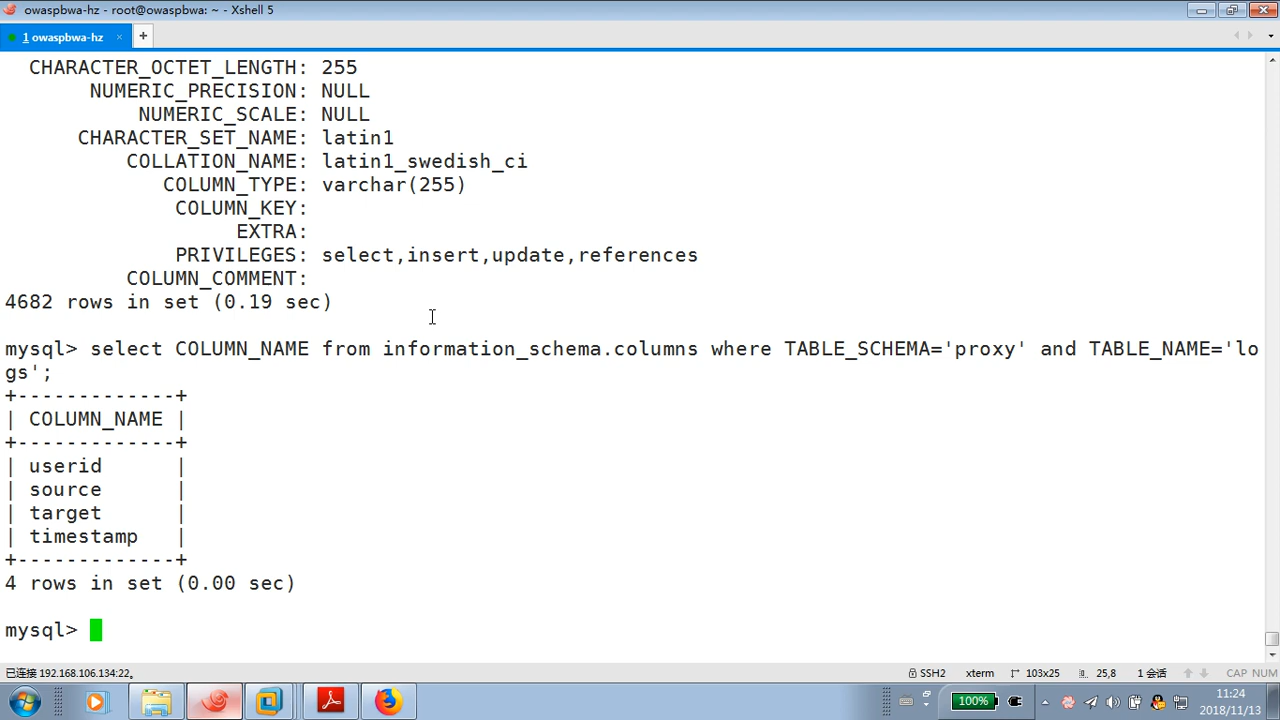 owaspbwa-hz - root@owaspbwa: ~ - Xshell 5
1 owaspbwa-hz × +
CHARACTER_OCTET_LENGTH: 255
NUMERIC_PRECISION: NULL
NUMERIC_SCALE: NULL
CHARACTER_SET_NAME: latin1
COLLATION_NAME: latin1_swedish_ci
COLUMN_TYPE: varchar(255)
COLUMN_KEY:
EXTRA:
PRIVILEGES: select,insert,update,references
COLUMN_COMMENT:
4682 rows in set (0.19 sec)
mysql> select COLUMN_NAME from information_schema.columns where TABLE_SCHEMA='proxy' and TABLE_NAME='lo
gs';
+-------------+
| COLUMN_NAME |
+-------------+
| userid      |
| source      |
| target      |
| timestamp   |
+-------------+
4 rows in set (0.00 sec)
mysql>
已连接 192.168.106.134:22。 SSH2 xterm 103x25 25,8 1 会话 CAP NUM
100% 11:24
2018/11/13